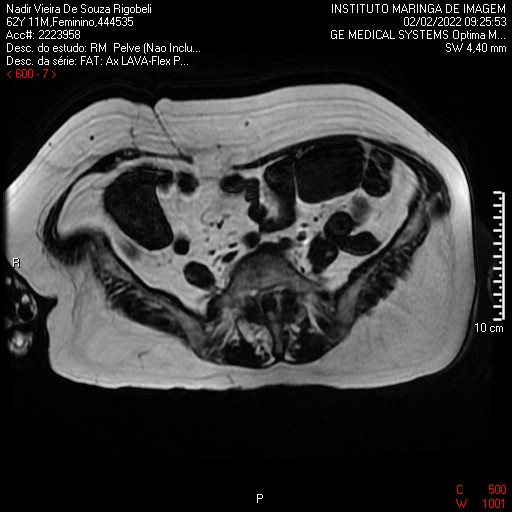 Nadir Vieira De Souza Rigobeli
62Y 11M,Feminino,444535
Acc#: 2223958
Desc. do estudo: RM Pelve (Nao Inclu...
Desc. da série: FAT: Ax LAVA-Flex P...
< 600 - 7 >
INSTITUTO MARINGA DE IMAGEM
02/02/2022 09:25:53
GE MEDICAL SYSTEMS Optima M...
SW 4,40 mm
R
10 cm
P
C 500
W 1001